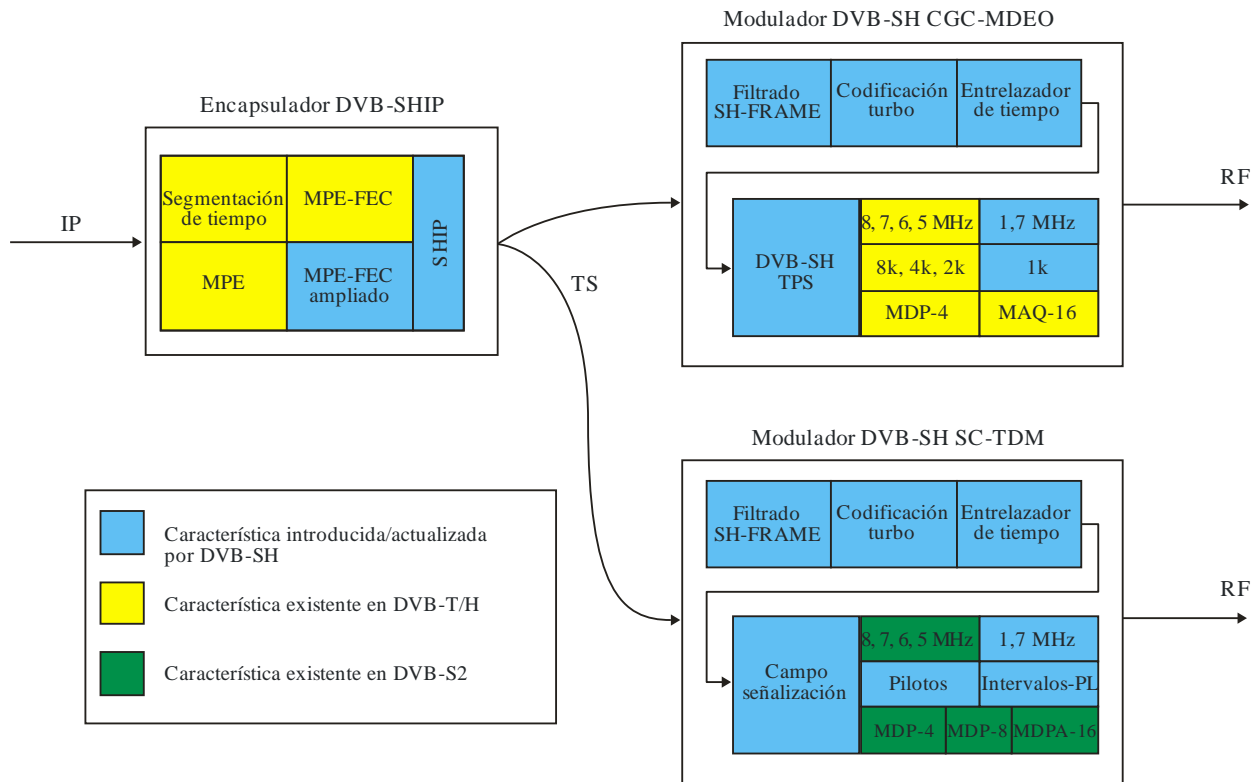 Modulador DVB-SH CGC-MDEO
Filtrado
SH-FRAME
Codificación
turbo
Entrelazador
de tiempo
Encapsulador DVB-SHIP
Segmentación
de tiempo
MPE-FEC
SHIP
MPE
MPE-FEC
ampliado
IP
TS
RF
DVB-SH
TPS
8, 7, 6, 5 MHz
1,7 MHz
8k, 4k, 2k
1k
MDP-4
MAQ-16
Modulador DVB-SH SC-TDM
Filtrado
SH-FRAME
Codificación
turbo
Entrelazador
de tiempo
RF
Campo
señalización
8, 7, 6, 5 MHz
1,7 MHz
Pilotos
Intervalos-PL
MDP-4
MDP-8
MDPA-16
Característica introducida/actualizada
por DVB-SH
Característica existente en DVB-T/H
Característica existente en DVB-S2